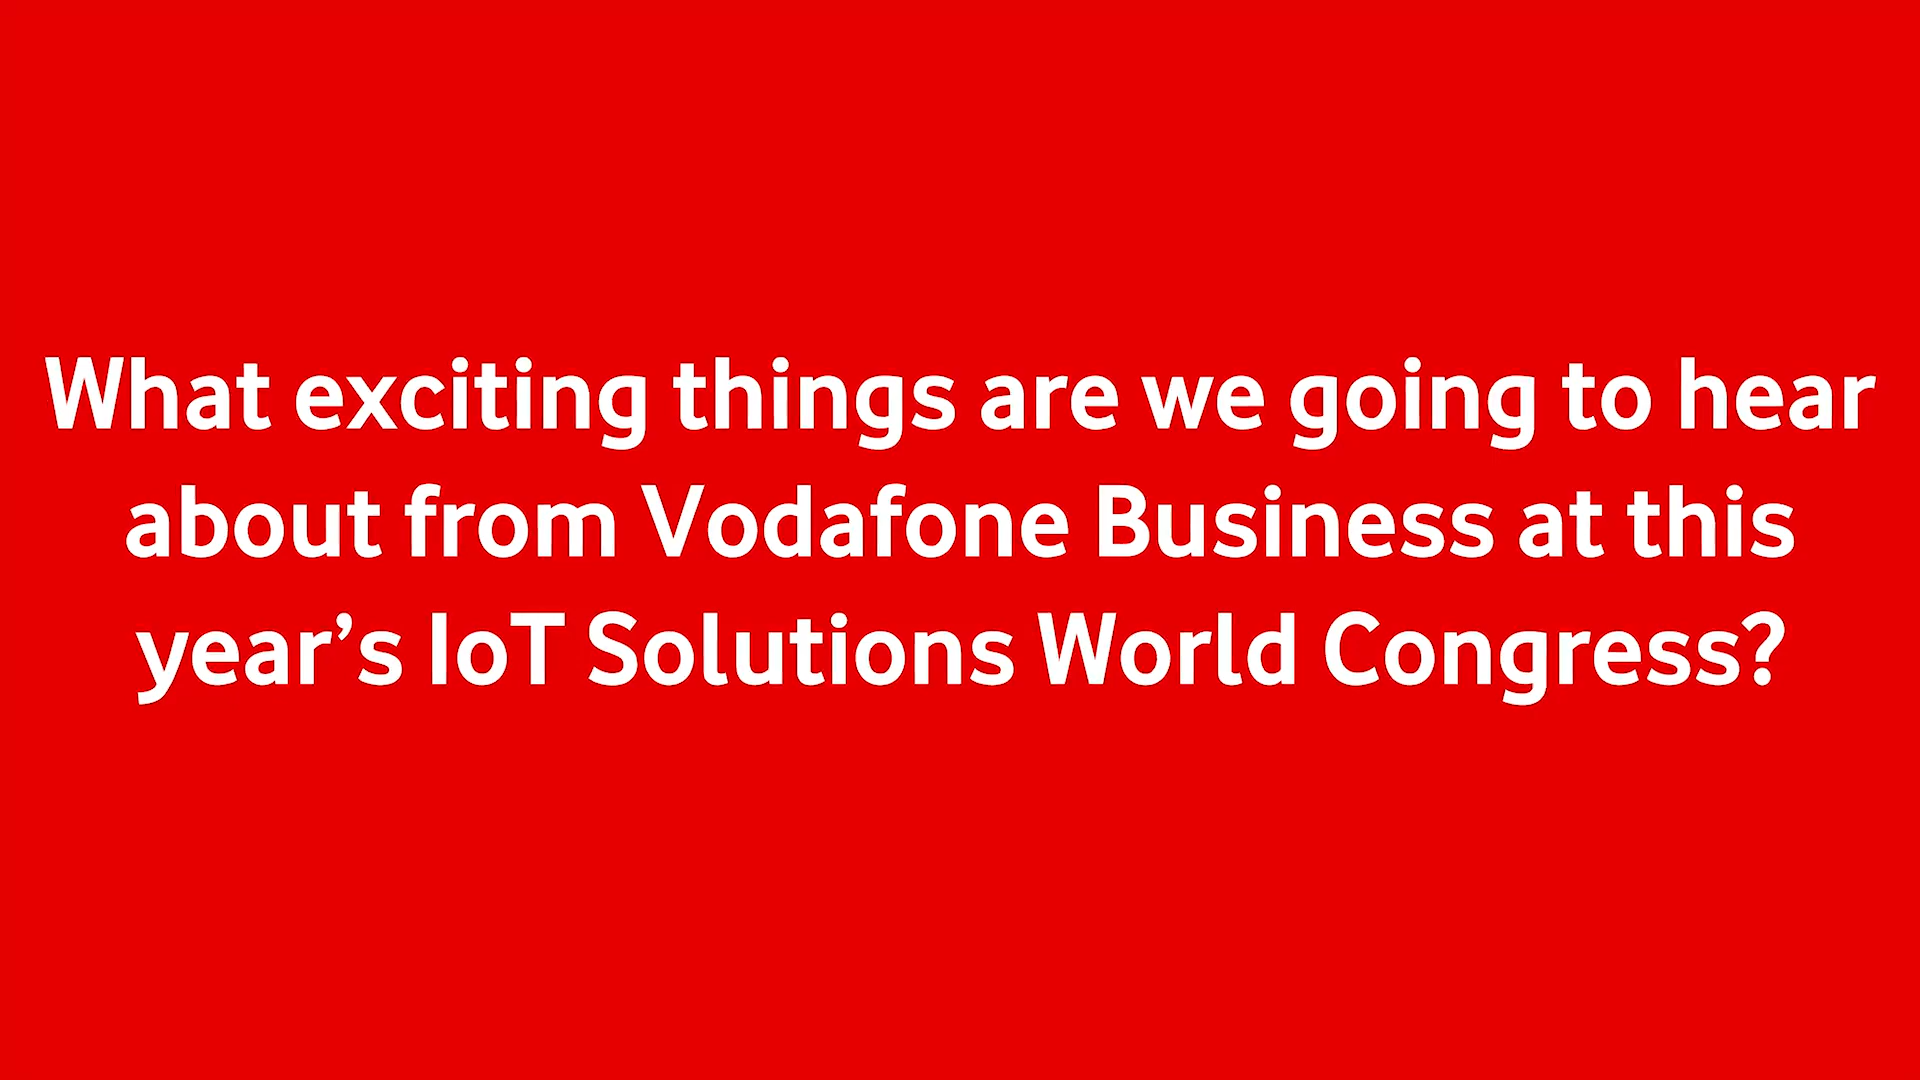 What exciting things are we going to hear
about from Vodafone Business at this
year’s IoT Solutions World Congress?